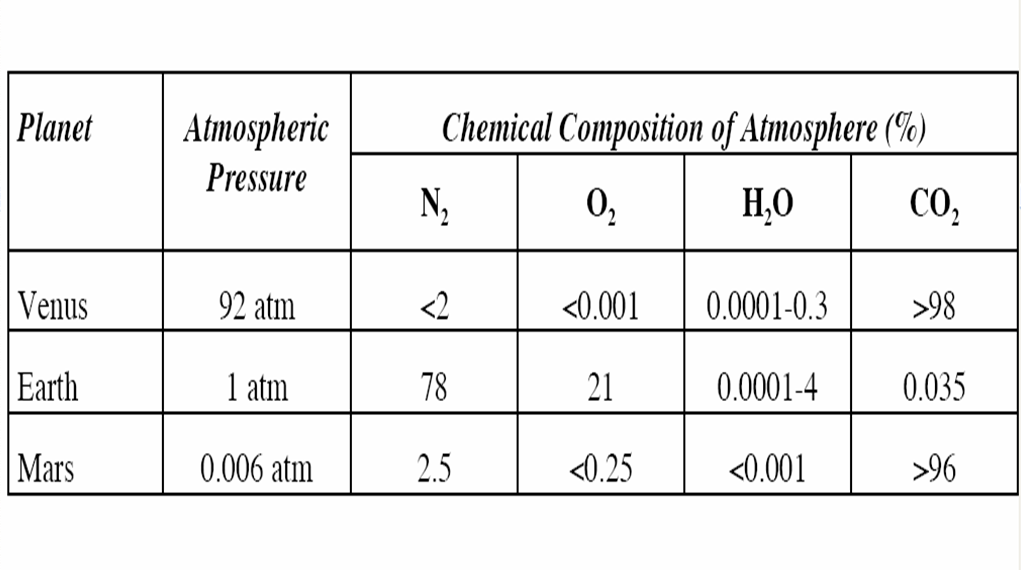 Planet Atmospheric Pressure Chemical Composition of Atmosphere (%)
N₂ O₂ H₂O CO₂
Venus 92 atm <2 <0.001 0.0001-0.3 >98
Earth 1 atm 78 21 0.0001-4 0.035
Mars 0.006 atm 2.5 <0.25 <0.001 >96